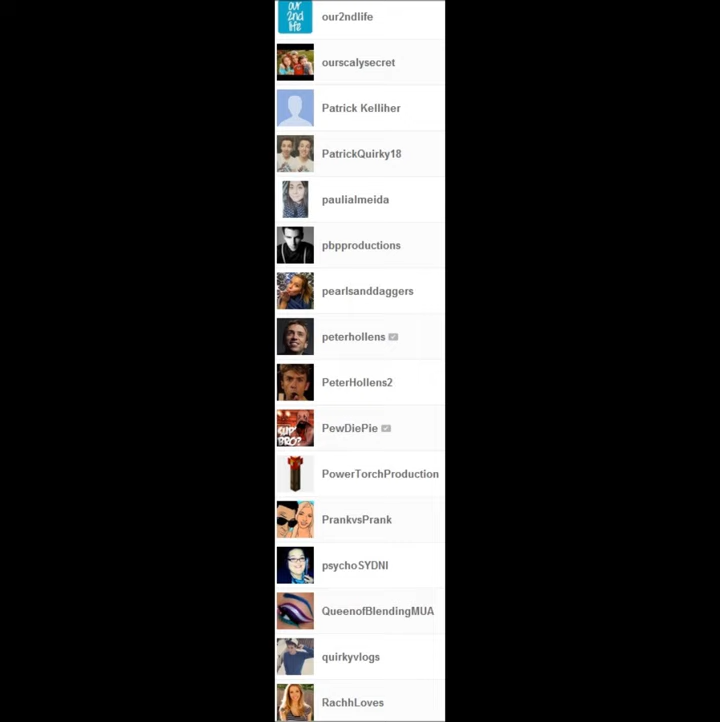 our
2nd
life
our2ndlife
ourscalysecret
Patrick Kelliher
PatrickQuirky18
paulialmeida
pbpproductions
pearlsanddaggers
peterhollens
PeterHollens2
PewDiePie
'SUP
BRO?
PowerTorchProduction
PrankvsPrank
psychoSYDNI
QueenofBlendingMUA
quirkyvlogs
RachhLoves